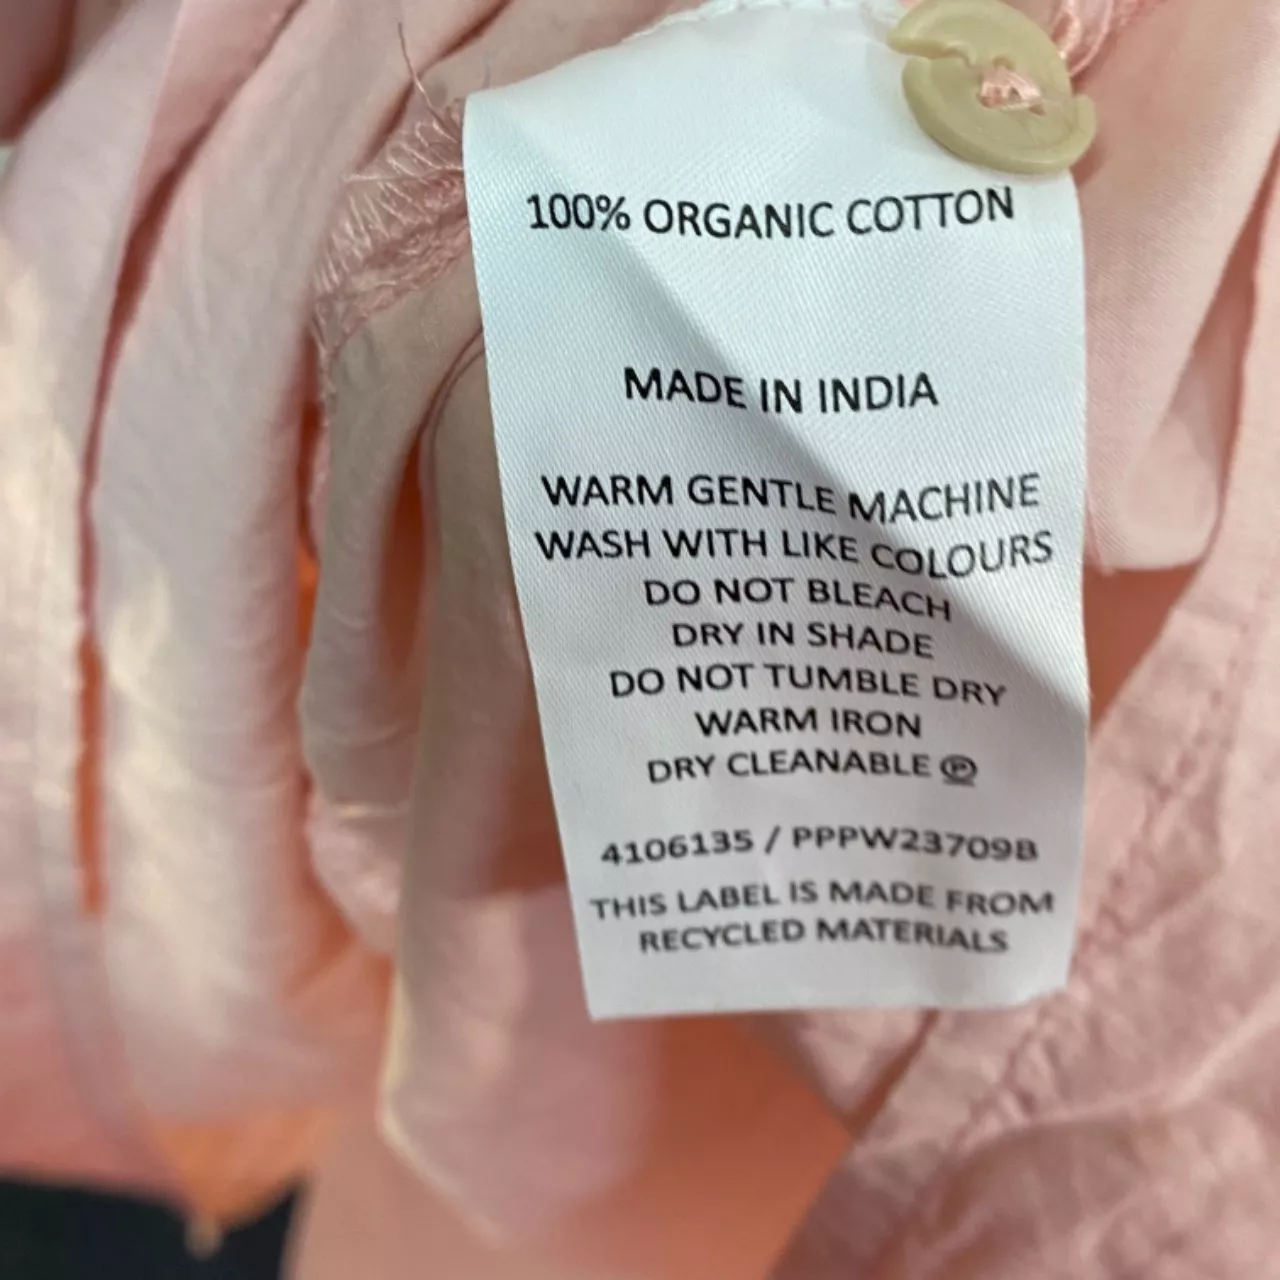 100% ORGANIC COTTON
MADE IN INDIA
WARM GENTLE MACHINE
WASH WITH LIKE COLOURS
DO NOT BLEACH
DRY IN SHADE
DO NOT TUMBLE DRY
WARM IRON
DRY CLEANABLE Ⓟ
4106135 / PPPW23709B
THIS LABEL IS MADE FROM
RECYCLED MATERIALS